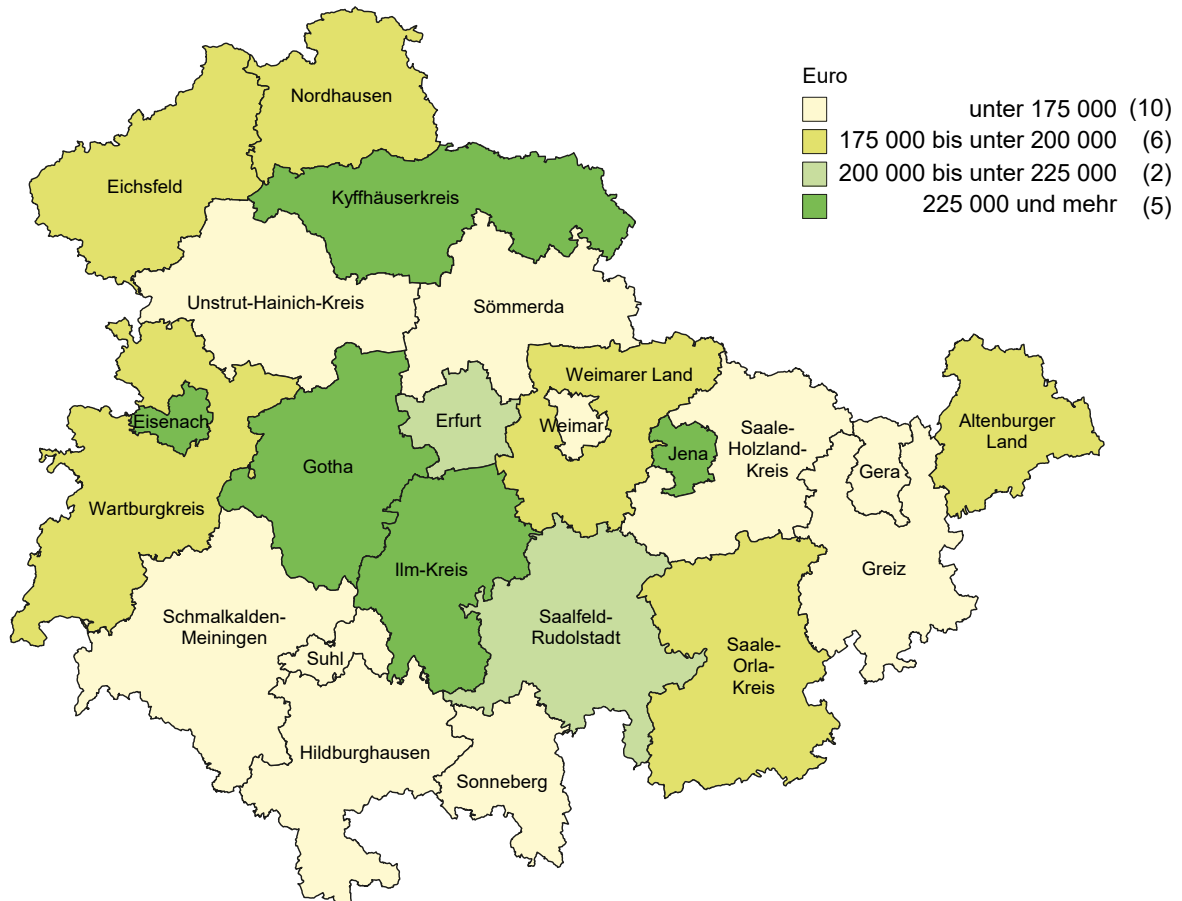 Euro
unter 175 000 (10)
175 000 bis unter 200 000 (6)
200 000 bis unter 225 000 (2)
225 000 und mehr (5)
Nordhausen
Eichsfeld
Kyffhäuserkreis
Unstrut-Hainich-Kreis
Sömmerda
Weimarer Land
Eisenach
Erfurt
Weimar
Saale-
Holzland-
Kreis
Altenburger
Land
Jena
Gotha
Gera
Wartburgkreis
Ilm-Kreis
Greiz
Schmalkalden-
Meiningen
Saalfeld-
Rudolstadt
Suhl
Saale-
Orla-
Kreis
Hildburghausen
Sonneberg